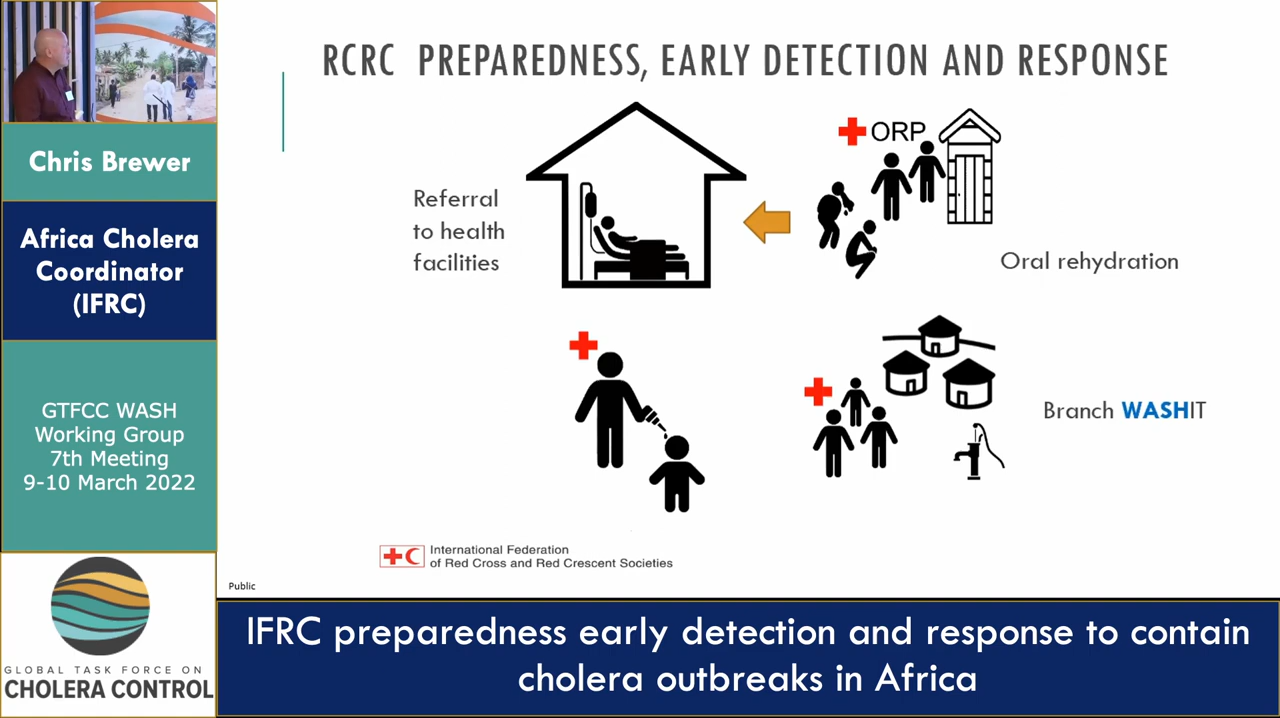 RCRC PREPAREDNESS, EARLY DETECTION AND RESPONSE
Chris Brewer
Africa Cholera
Coordinator
(IFRC)
GTFCC WASH
Working Group
7th Meeting
9-10 March 2022
GLOBAL TASK FORCE ON
CHOLERA CONTROL
Referral
to health
facilities
ORP
Oral rehydration
Branch WASHIT
International Federation
of Red Cross and Red Crescent Societies
Public
IFRC preparedness early detection and response to contain
cholera outbreaks in Africa